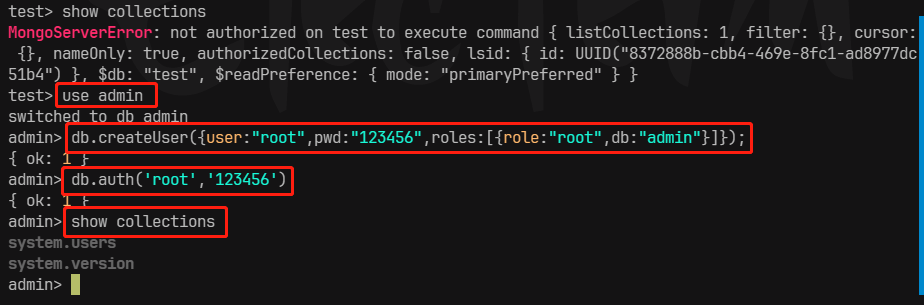 test> show collections
MongoServerError: not authorized on test to execute command { listCollections: 1, filter: {}, cursor:
 {}, nameOnly: true, authorizedCollections: false, lsid: { id: UUID("8372888b-cbb4-469e-8fc1-ad8977dc
51b4") }, $db: "test", $readPreference: { mode: "primaryPreferred" } }
test> use admin
switched to db admin
admin> db.createUser({user:"root",pwd:"123456",roles:[{role:"root",db:"admin"}]});
{ ok: 1 }
admin> db.auth('root','123456')
{ ok: 1 }
admin> show collections
system.users
system.version
admin>